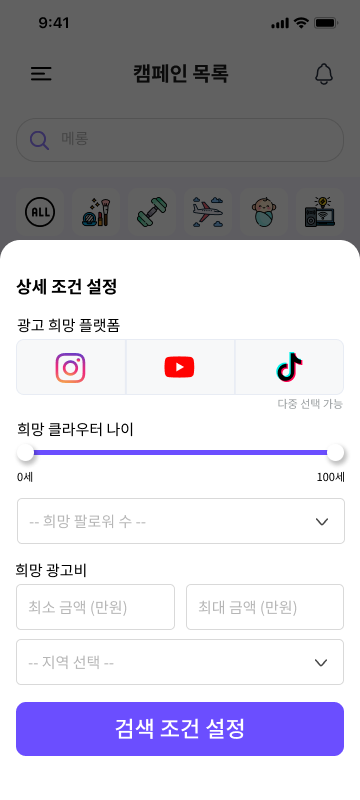 9:41
캠페인 목록
메롱
ALL
상세 조건 설정
광고 희망 플랫폼
다중 선택 가능
희망 클라우터 나이
0세 100세
-- 희망 팔로워 수 --
희망 광고비
최소 금액 (만원) 최대 금액 (만원)
-- 지역 선택 --
검색 조건 설정